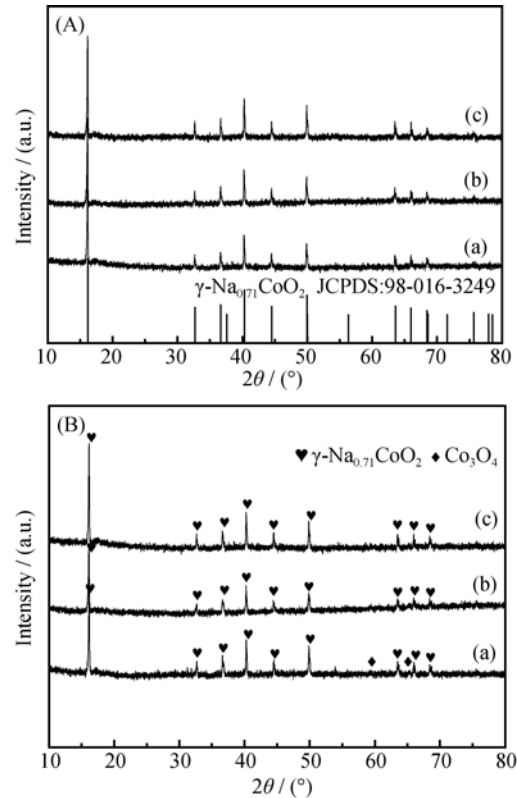 (A)
(c)
(b)
(a)
γ-Na0.71CoO2 JCPDS:98-016-3249
Intensity / (a.u.)
10 20 30 40 50 60 70 80
2θ / (°)
(B)
♥ γ-Na0.71CoO2 ♦ Co3O4
(c)
(b)
(a)
Intensity / (a.u.)
10 20 30 40 50 60 70 80
2θ / (°)